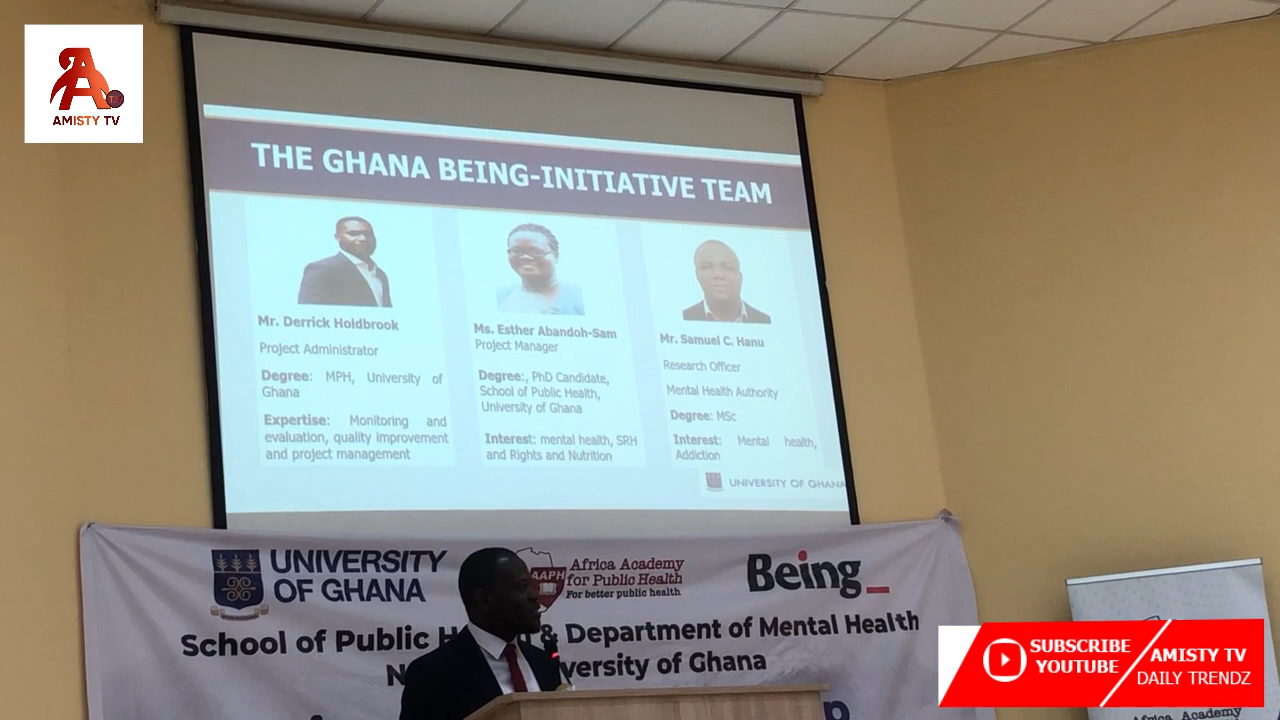 AMISTY TV
THE GHANA BEING-INITIATIVE TEAM
Mr. Derrick Holdbrook
Project Administrator
Degree: MPH, University of
Ghana
Expertise: Monitoring and
evaluation, quality improvement
and project management
Ms. Esther Abandoh-Sam
Project Manager
Degree:, PhD Candidate,
School of Public Health,
University of Ghana
Interest: mental health, SRH
and Rights and Nutrition
Mr. Samuel C. Hanu
Research Officer
Mental Health Authority
Degree: MSc
Interest: Mental health,
Addiction
UNIVERSITY OF GHANA
UNIVERSITY
OF GHANA
AAPH
Africa Academy
for Public Health
For better public health
Being
School of Public & Department of Mental Health
of Ghana
SUBSCRIBE
YOUTUBE
AMISTY TV
DAILY TRENDZ
Africa Academy